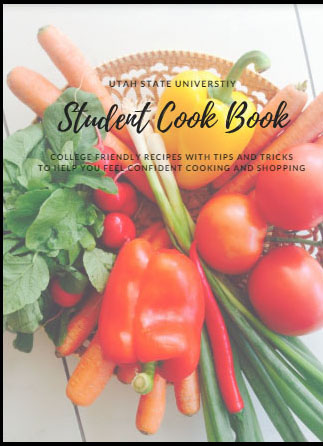 UTAH STATE UNIVERSTIY
Student Cook Book
COLLEGE FRIENDLY RECIPES WITH TIPS AND TRICKS
TO HELP YOU FEEL CONFIDENT COOKING AND SHOPPING